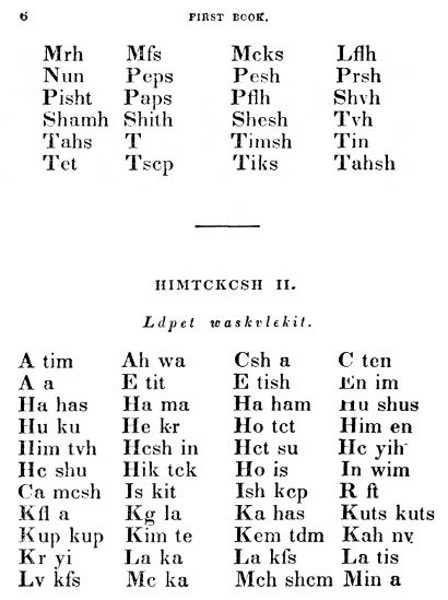 6 FIRST BOOK.
Mrh Mfs Mcks Lflh
Nun Peps Pesh Prsh
Pisht Paps Pflh Shvh
Shamh Shith Shesh Tvh
Tahs T Timsh Tin
Tct Tscp Tiks Tahsh
HIMTCKCSH II.
Ldpet waskvlekit.
A tim Ah wa Csh a C ten
A a E tit E tish En im
Ha has Ha ma Ha ham Hu shus
Hu ku He kr Ho tct Him en
Him tvh Hcsh in Hct su Hc yih
Hc shu Hik tck Ho is In wim
Ca mcsh Is kit Ish kcp R ft
Kfl a Kg la Ka has Kuts kuts
Kup kup Kim te Kem tdm Kah nv
Kr yi La ka La kfs La tis
Lv kfs Mc ka Mch shcm Min a